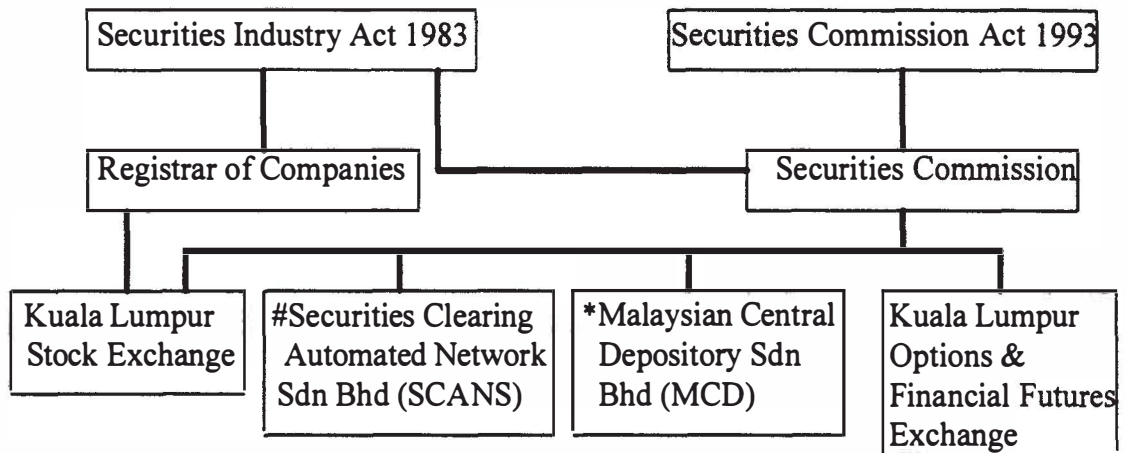 Securities Industry Act 1983
Securities Commission Act 1993
Registrar of Companies
Securities Commission
Kuala Lumpur
Stock Exchange
#Securities Clearing
Automated Network
Sdn Bhd (SCANS)
*Malaysian Central
Depository Sdn
Bhd (MCD)
Kuala Lumpur
Options &
Financial Futures
Exchange